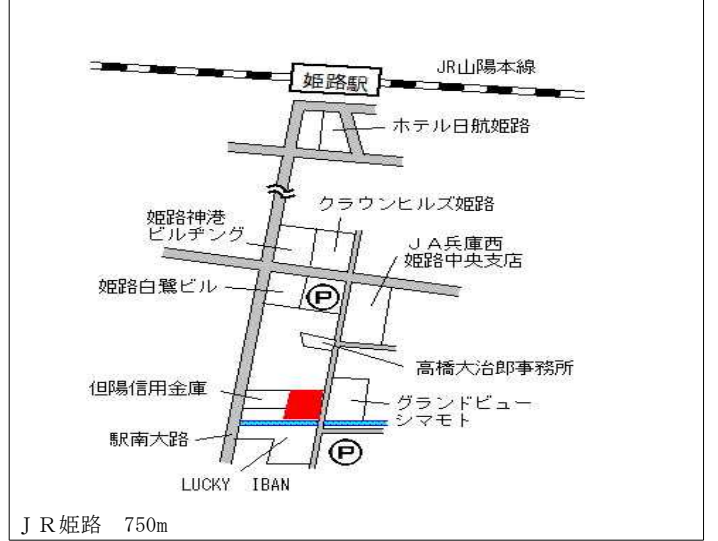 JR山陽本線
姫路駅
ホテル日航姫路
クラウンヒルズ姫路
姫路神港
ビルヂング
ＪＡ兵庫西
姫路中央支店
姫路白鷺ビル
P
高橋大治郎事務所
但陽信用金庫
グランドビュー
シマモト
駅南大路
P
LUCKY IBAN
ＪＲ姫路　750m